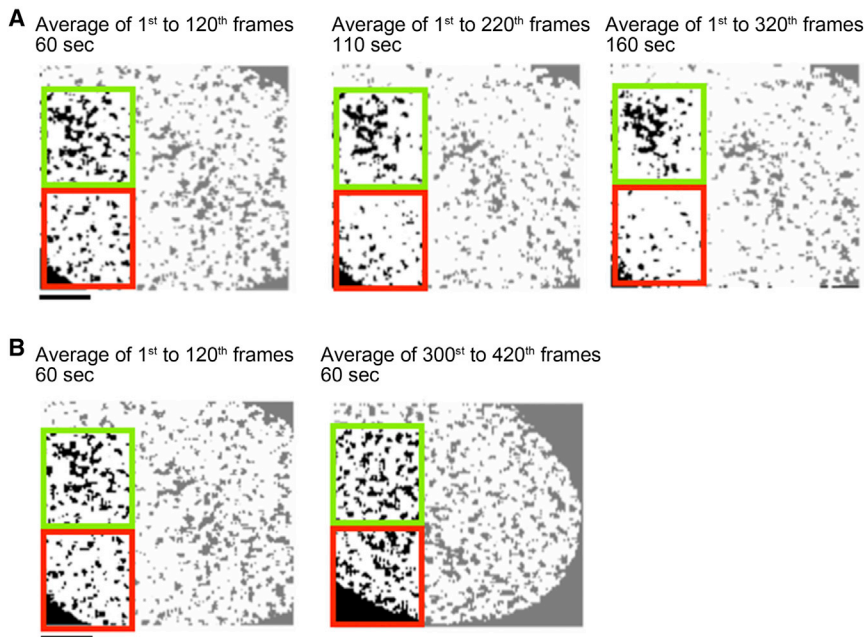 A
Average of 1st to 120th frames
60 sec
Average of 1st to 220th frames
110 sec
Average of 1st to 320th frames
160 sec
B
Average of 1st to 120th frames
60 sec
Average of 300st to 420th frames
60 sec